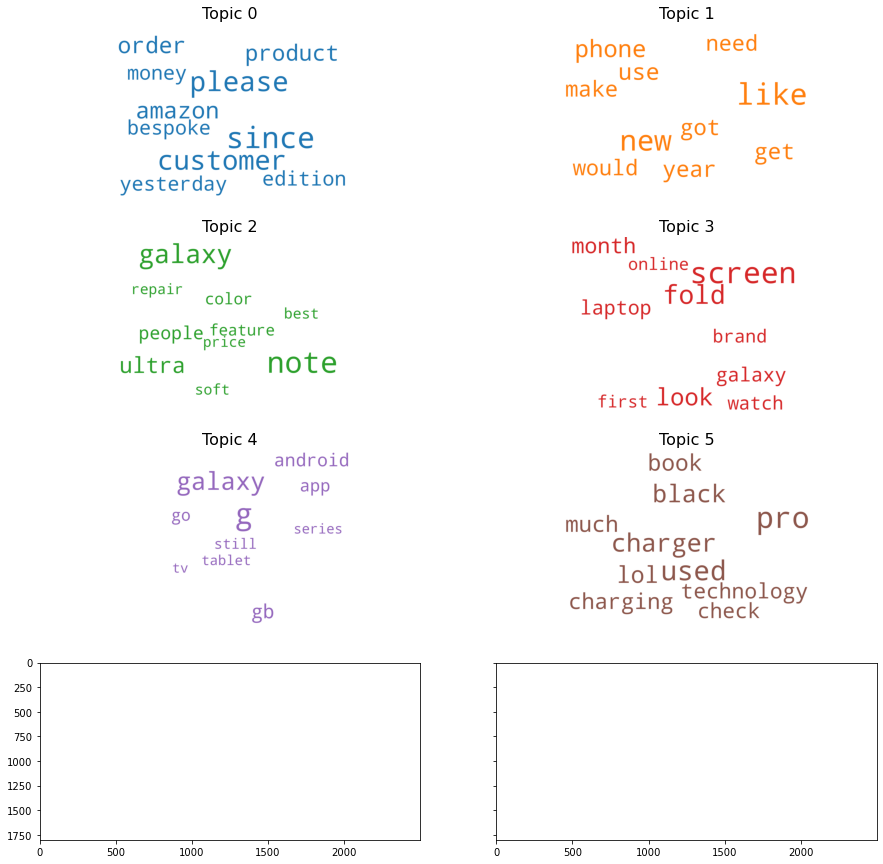 Topic 0
order
product
money
please
amazon
bespoke
since
customer
yesterday
edition
Topic 1
phone
need
use
make
like
got
new
get
would
year
Topic 2
galaxy
repair
color
best
people
feature
price
ultra
note
soft
Topic 3
month
online
screen
fold
laptop
brand
galaxy
look
first
watch
Topic 4
android
galaxy
app
go
g
series
still
tablet
tv
gb
Topic 5
book
black
pro
much
charger
lol
used
technology
charging
check
0
250
500
750
1000
1250
1500
1750
0 500 1000 1500 2000
0 500 1000 1500 2000